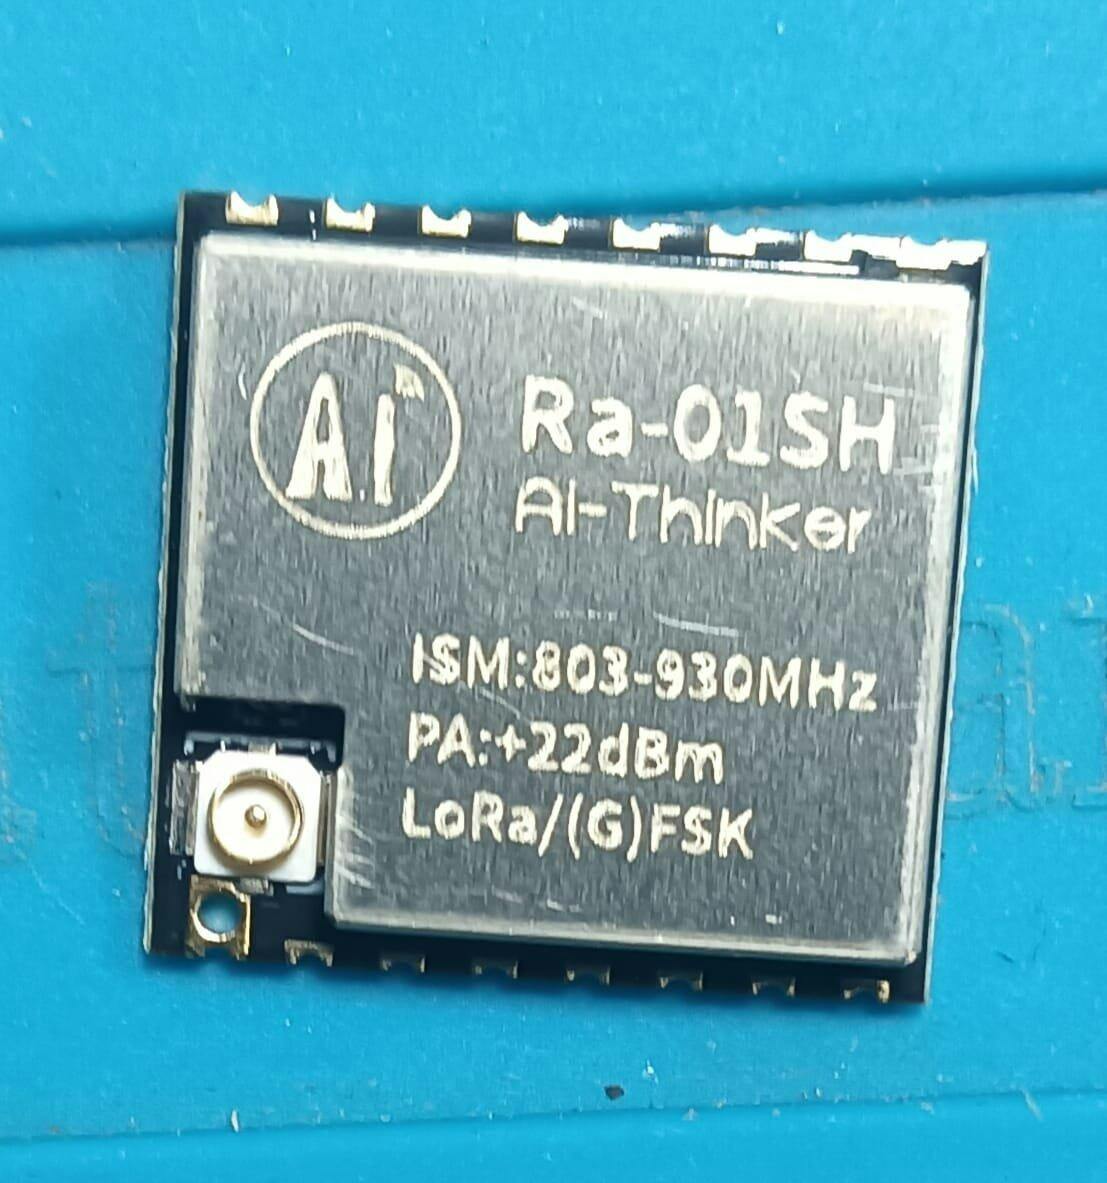 Ai
Ra-01SH
AI-Thinker
ISM:803-930MHz
PA:+22dBm
LoRa/(G)FSK